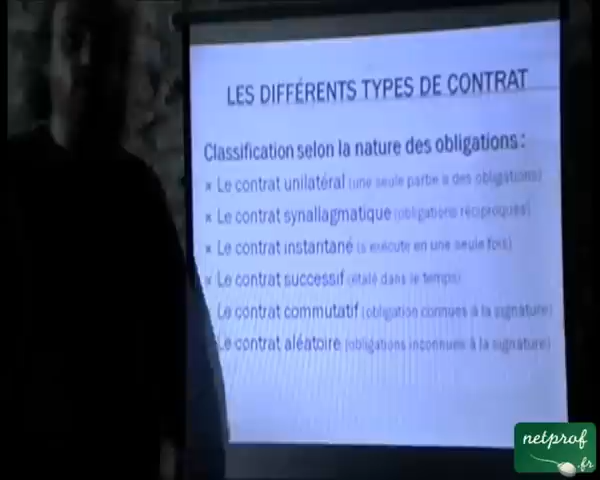 LES DIFFÉRENTS TYPES DE CONTRAT
Classification selon la nature des obligations :
× Le contrat unilatéral (une seule partie a des obligations)
× Le contrat synallagmatique (obligations réciproques)
× Le contrat instantané (s exécute en une seule fois)
× Le contrat successif (étalé dans le temps)
Le contrat commutatif (obligation connues à la signature)
Le contrat aléatoire (obligations inconnues à la signature)
netprof
.fr